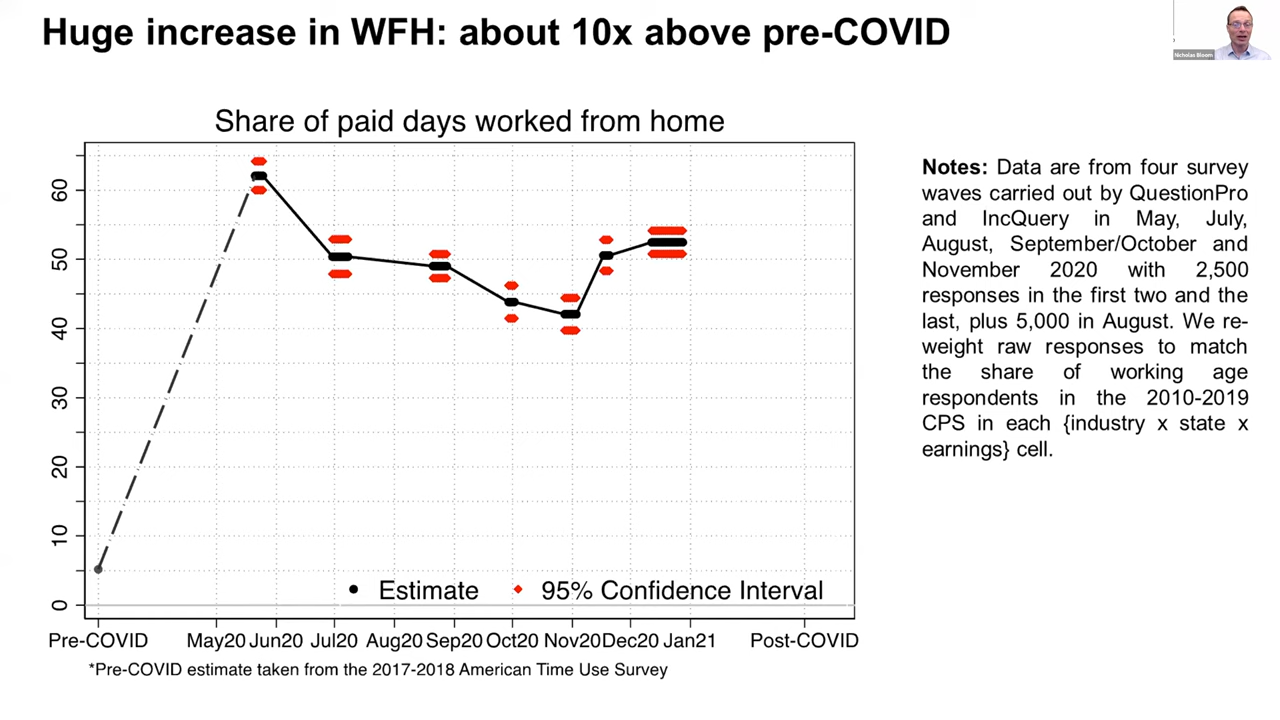 Huge increase in WFH: about 10x above pre-COVID
Nicholas Bloom
Share of paid days worked from home
60
50
40
30
20
10
0
Estimate 95% Confidence Interval
Pre-COVID May20 Jun20 Jul20 Aug20 Sep20 Oct20 Nov20 Dec20 Jan21 Post-COVID
*Pre-COVID estimate taken from the 2017-2018 American Time Use Survey
Notes: Data are from four survey
waves carried out by QuestionPro
and IncQuery in May, July,
August, September/October and
November 2020 with 2,500
responses in the first two and the
last, plus 5,000 in August. We re-
weight raw responses to match
the share of working age
respondents in the 2010-2019
CPS in each {industry x state x
earnings} cell.